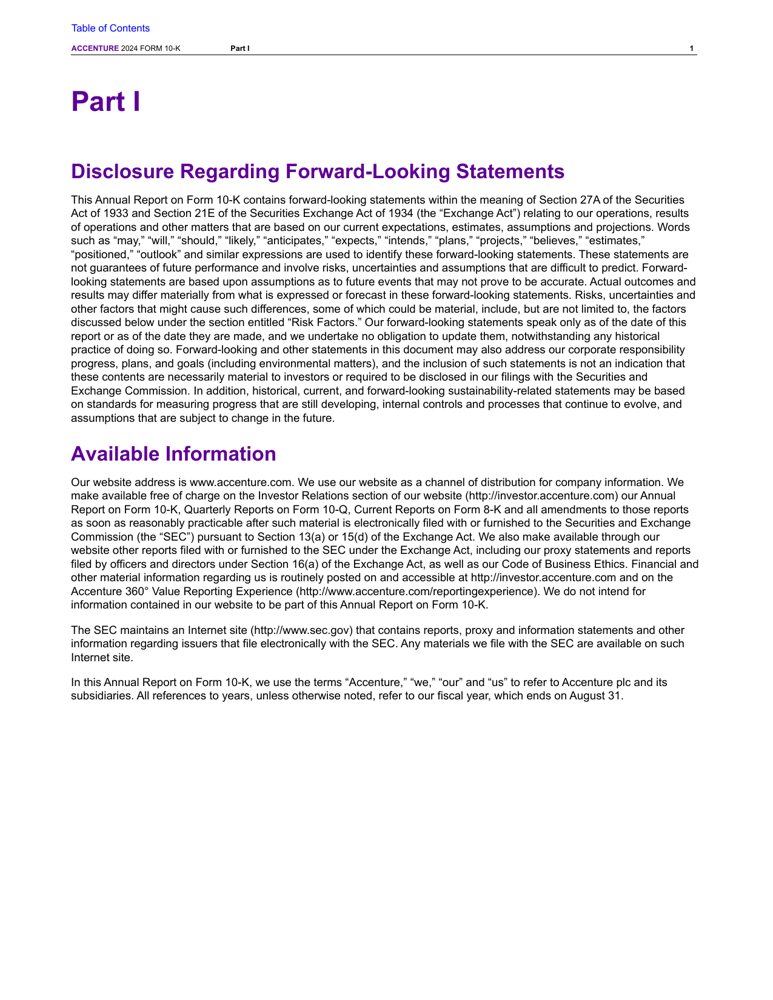 Table of Contents
ACCENTURE 2024 FORM 10-K Part I 1
Part I
Disclosure Regarding Forward-Looking Statements
This Annual Report on Form 10-K contains forward-looking statements within the meaning of Section 27A of the Securities
Act of 1933 and Section 21E of the Securities Exchange Act of 1934 (the “Exchange Act”) relating to our operations, results
of operations and other matters that are based on our current expectations, estimates, assumptions and projections. Words
such as “may,” “will,” “should,” “likely,” “anticipates,” “expects,” “intends,” “plans,” “projects,” “believes,” “estimates,”
“positioned,” “outlook” and similar expressions are used to identify these forward-looking statements. These statements are
not guarantees of future performance and involve risks, uncertainties and assumptions that are difficult to predict. Forward-
looking statements are based upon assumptions as to future events that may not prove to be accurate. Actual outcomes and
results may differ materially from what is expressed or forecast in these forward-looking statements. Risks, uncertainties and
other factors that might cause such differences, some of which could be material, include, but are not limited to, the factors
discussed below under the section entitled “Risk Factors.” Our forward-looking statements speak only as of the date of this
report or as of the date they are made, and we undertake no obligation to update them, notwithstanding any historical
practice of doing so. Forward-looking and other statements in this document may also address our corporate responsibility
progress, plans, and goals (including environmental matters), and the inclusion of such statements is not an indication that
these contents are necessarily material to investors or required to be disclosed in our filings with the Securities and
Exchange Commission. In addition, historical, current, and forward-looking sustainability-related statements may be based
on standards for measuring progress that are still developing, internal controls and processes that continue to evolve, and
assumptions that are subject to change in the future.
Available Information
Our website address is www.accenture.com. We use our website as a channel of distribution for company information. We
make available free of charge on the Investor Relations section of our website (http://investor.accenture.com) our Annual
Report on Form 10-K, Quarterly Reports on Form 10-Q, Current Reports on Form 8-K and all amendments to those reports
as soon as reasonably practicable after such material is electronically filed with or furnished to the Securities and Exchange
Commission (the “SEC”) pursuant to Section 13(a) or 15(d) of the Exchange Act. We also make available through our
website other reports filed with or furnished to the SEC under the Exchange Act, including our proxy statements and reports
filed by officers and directors under Section 16(a) of the Exchange Act, as well as our Code of Business Ethics. Financial and
other material information regarding us is routinely posted on and accessible at http://investor.accenture.com and on the
Accenture 360° Value Reporting Experience (http://www.accenture.com/reportingexperience). We do not intend for
information contained in our website to be part of this Annual Report on Form 10-K.
The SEC maintains an Internet site (http://www.sec.gov) that contains reports, proxy and information statements and other
information regarding issuers that file electronically with the SEC. Any materials we file with the SEC are available on such
Internet site.
In this Annual Report on Form 10-K, we use the terms “Accenture,” “we,” “our” and “us” to refer to Accenture plc and its
subsidiaries. All references to years, unless otherwise noted, refer to our fiscal year, which ends on August 31.